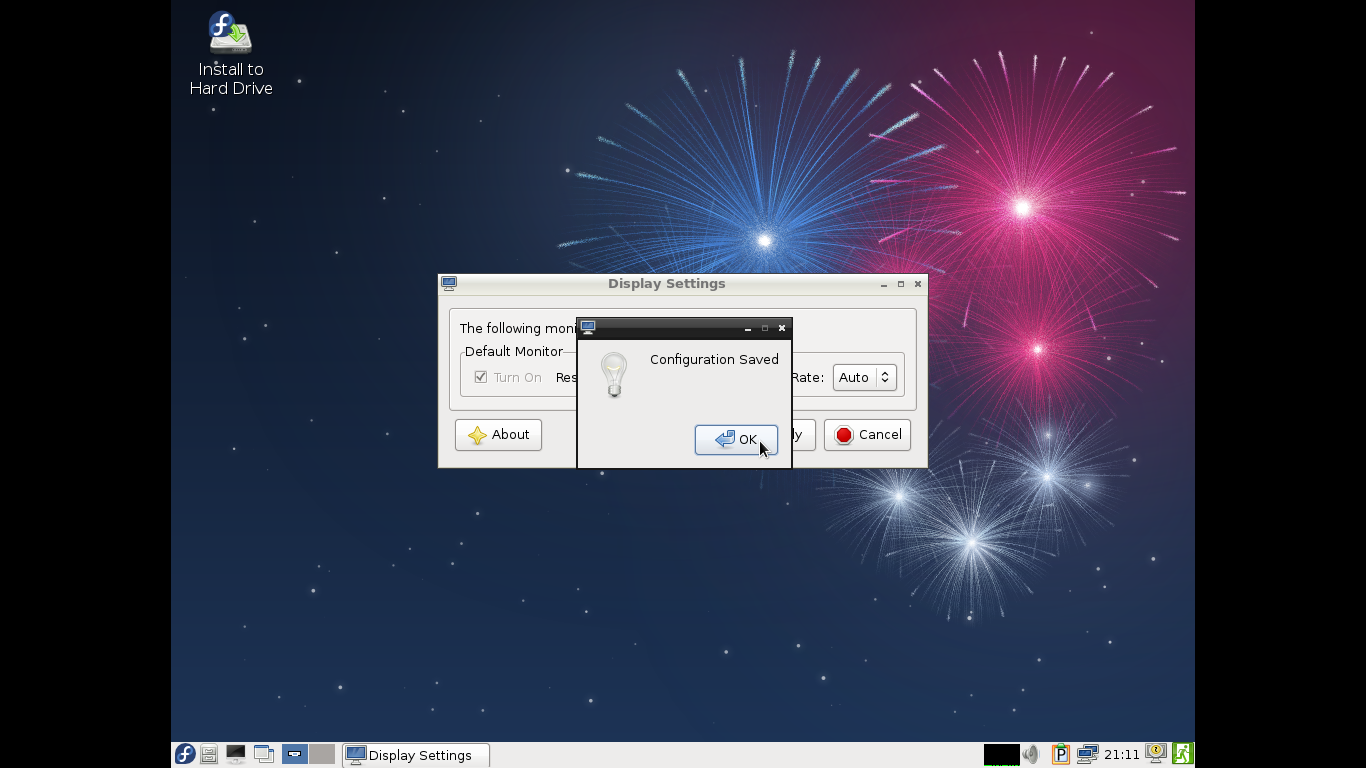 Install to
Hard Drive
Display Settings
The following moni
Default Monitor
Turn On Res Rate: Auto
Configuration Saved
OK
About ly Cancel
Display Settings
P
21:11